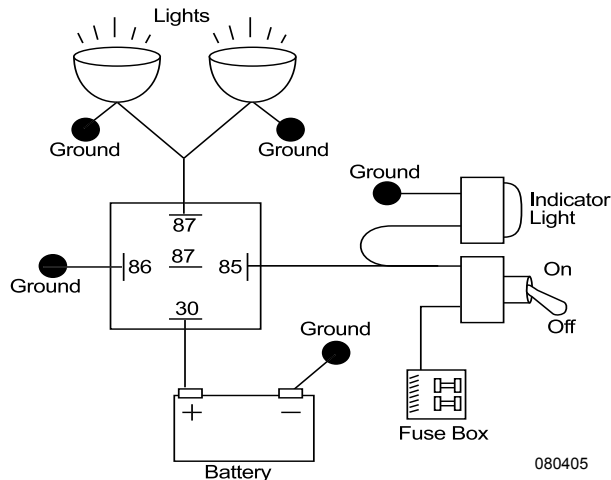 Lights
Ground
Ground
Ground
Indicator
Light
87
86
87
85
Ground
30
On
Off
Ground
+
−
Fuse Box
Battery
080405